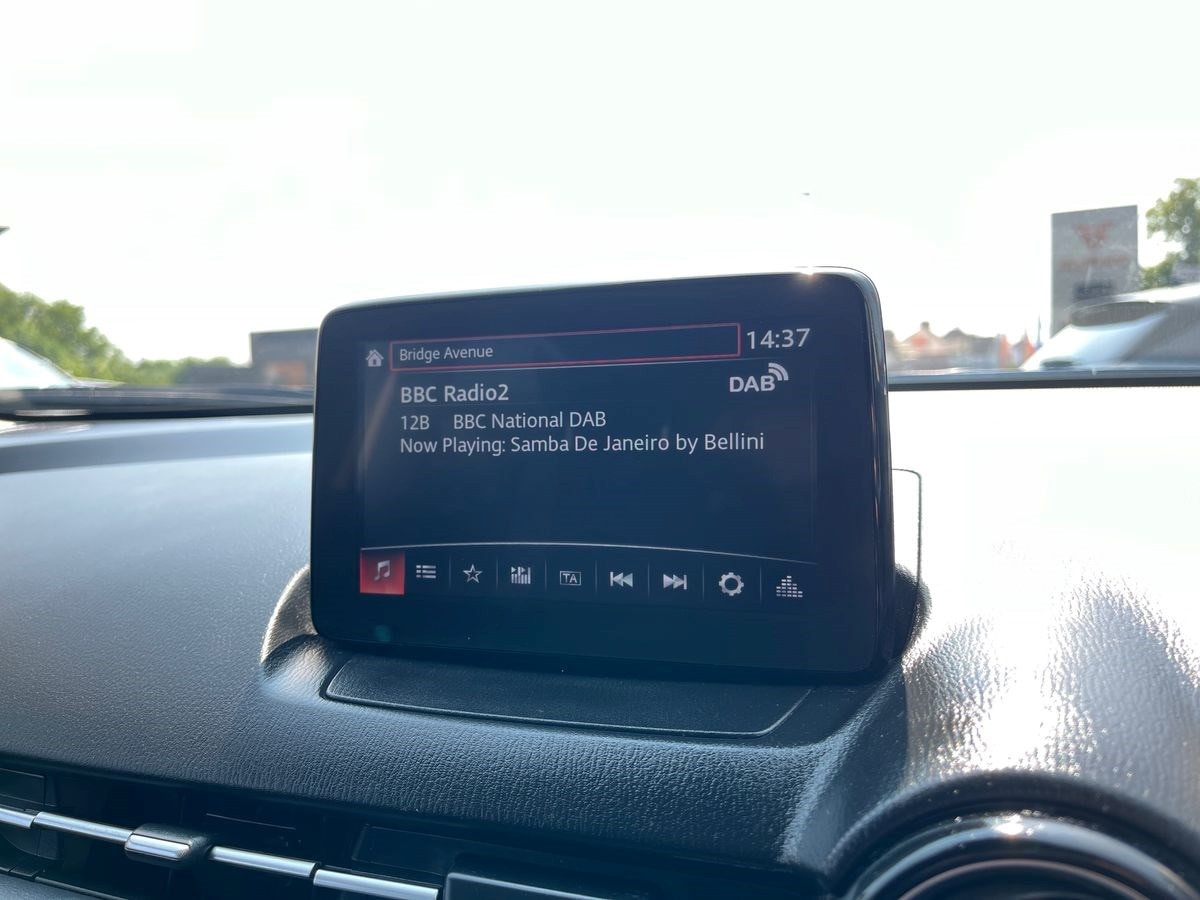 Bridge Avenue
14:37
BBC Radio2
DAB
12B BBC National DAB
Now Playing: Samba De Janeiro by Bellini
TA